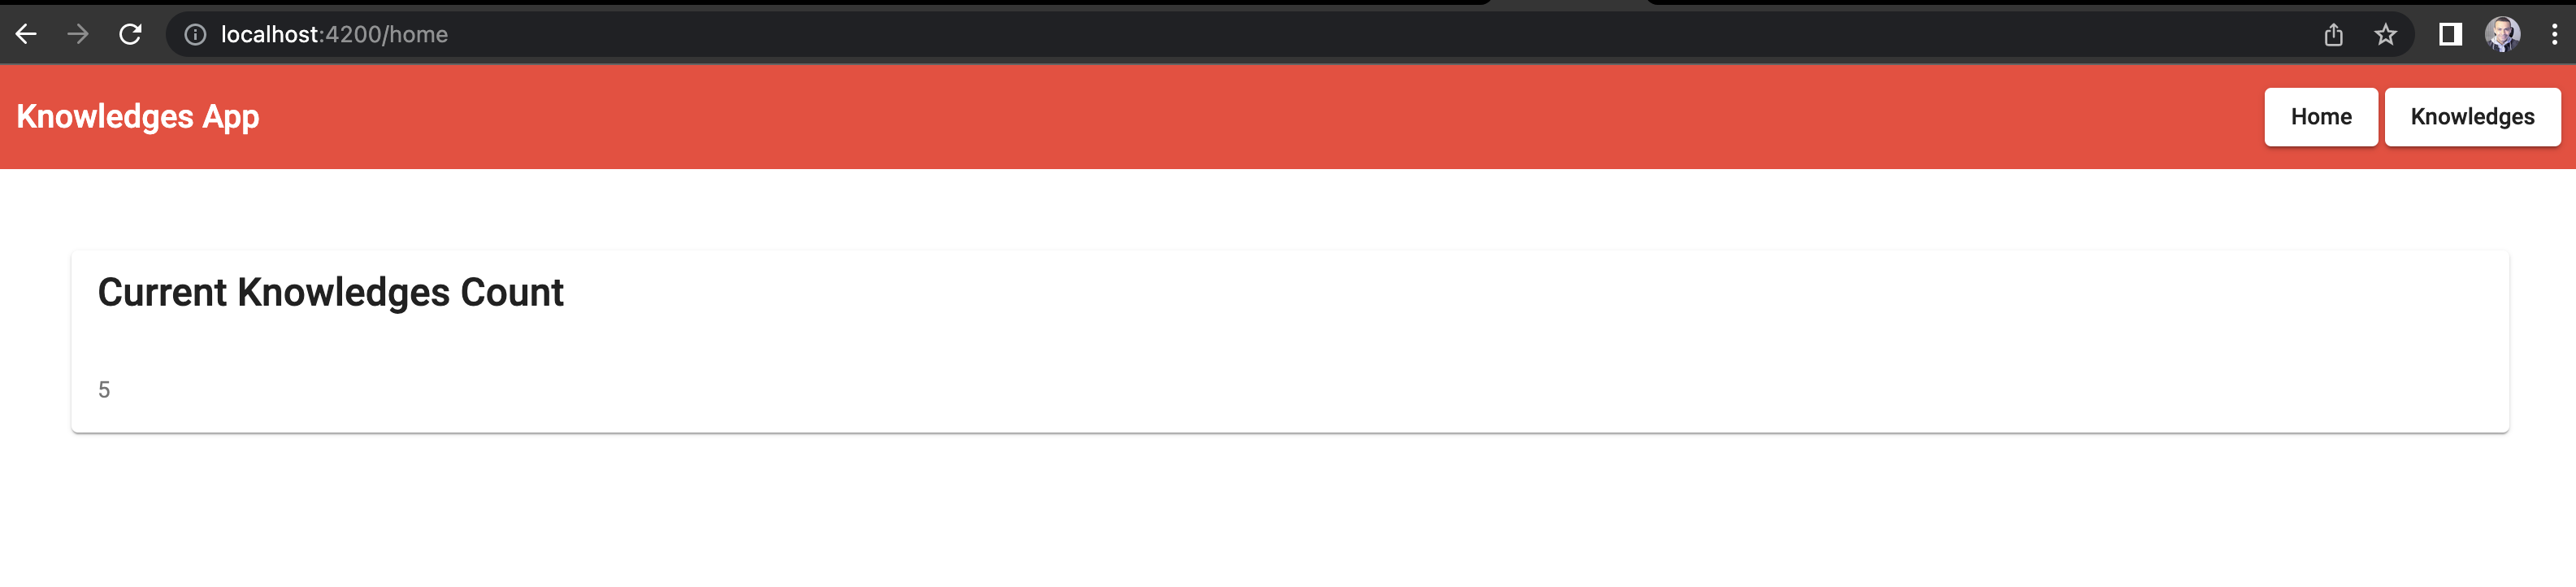 localhost:4200/home
Knowledges App
Home
Knowledges
Current Knowledges Count
5